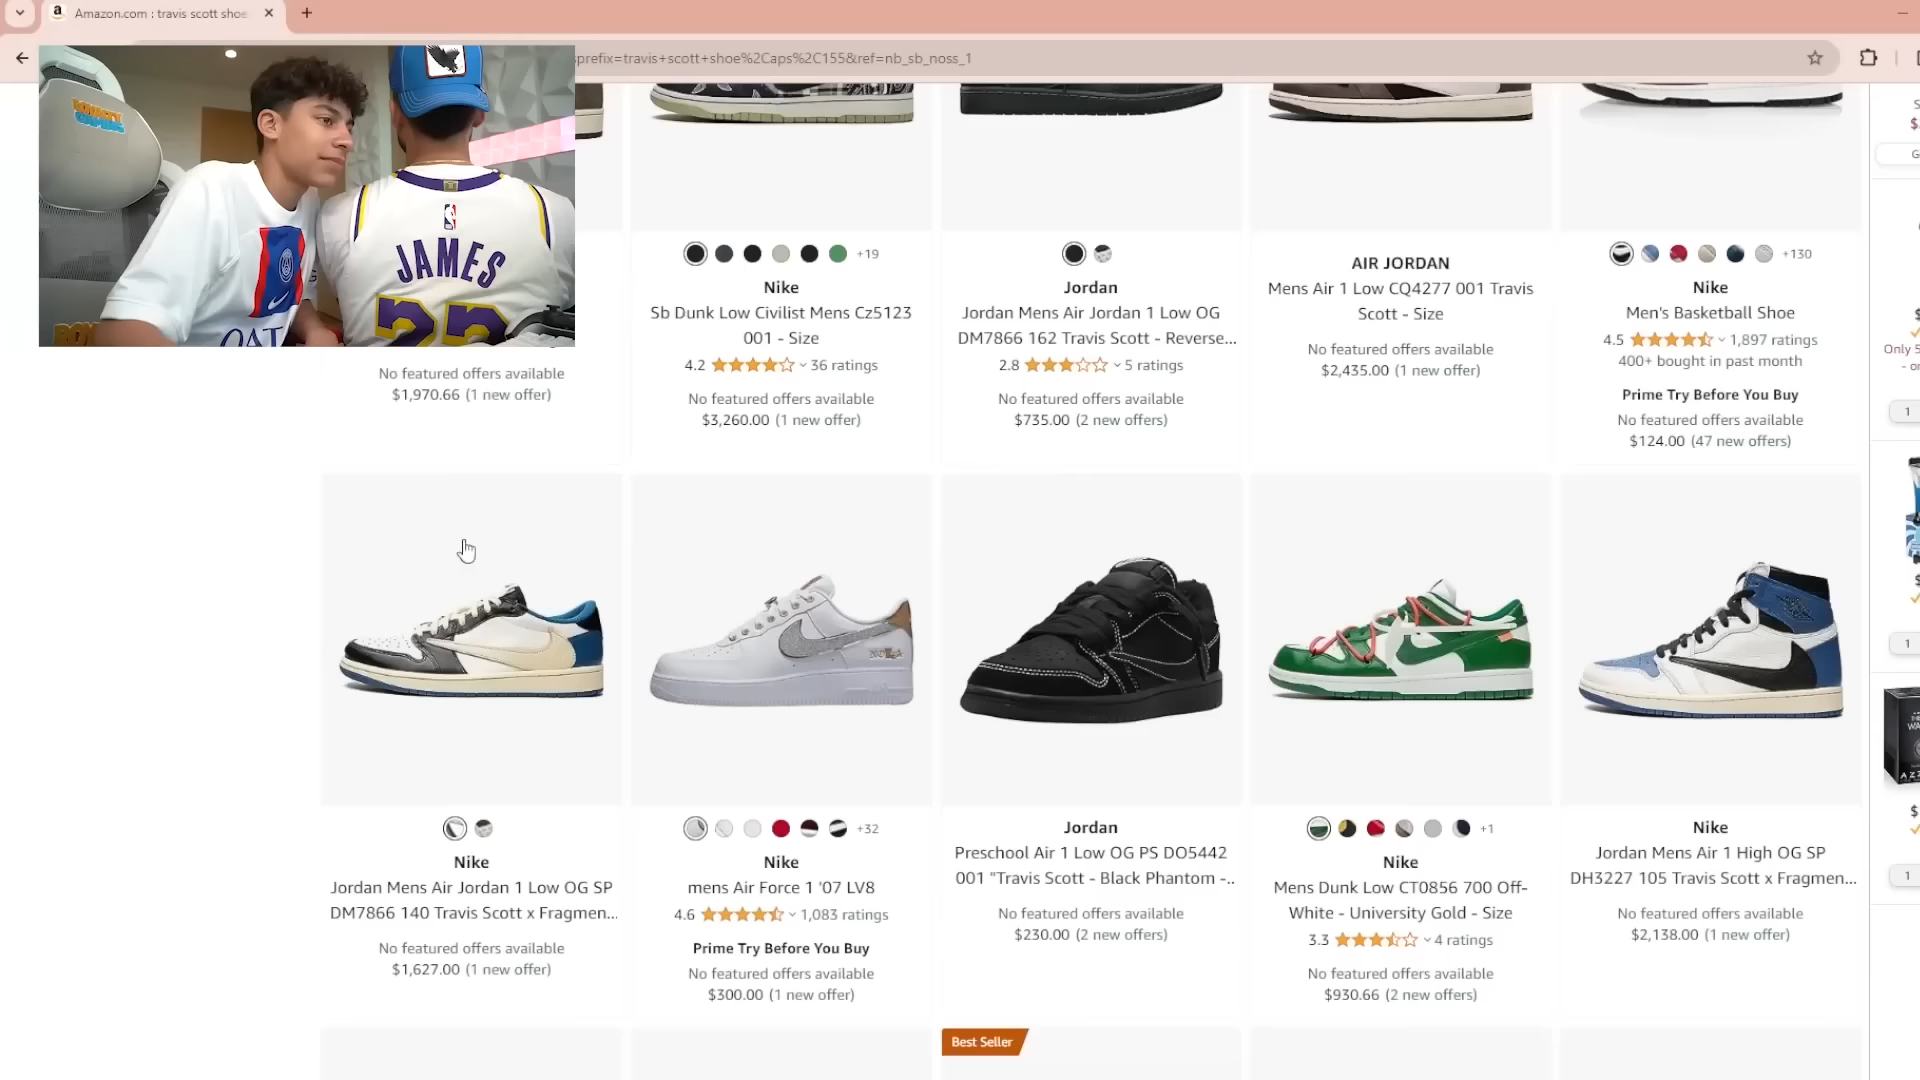 Amazon.com : travis scott shoe
sprefix=travis+scott+shoe%2Caps%2C155&ref=nb_sb_noss_1
JAMES
QAT
No featured offers available
$1,970.66 (1 new offer)
+19
Nike
Sb Dunk Low Civilist Mens Cz5123
001 - Size
4.2 36 ratings
No featured offers available
$3,260.00 (1 new offer)
Jordan
Jordan Mens Air Jordan 1 Low OG
DM7866 162 Travis Scott - Reverse...
2.8 5 ratings
No featured offers available
$735.00 (2 new offers)
AIR JORDAN
Mens Air 1 Low CQ4277 001 Travis
Scott - Size
No featured offers available
$2,435.00 (1 new offer)
+130
Nike
Men's Basketball Shoe
4.5 1,897 ratings
400+ bought in past month
Prime Try Before You Buy
No featured offers available
$124.00 (47 new offers)
Only 5
1
Nike
Jordan Mens Air Jordan 1 Low OG SP
DM7866 140 Travis Scott x Fragmen...
No featured offers available
$1,627.00 (1 new offer)
+32
Nike
mens Air Force 1 '07 LV8
4.6 1,083 ratings
Prime Try Before You Buy
No featured offers available
$300.00 (1 new offer)
Jordan
Preschool Air 1 Low OG PS DO5442
001 "Travis Scott - Black Phantom -..
No featured offers available
$230.00 (2 new offers)
+1
Nike
Mens Dunk Low CT0856 700 Off-
White - University Gold - Size
3.3 4 ratings
No featured offers available
$930.66 (2 new offers)
Nike
Jordan Mens Air 1 High OG SP
DH3227 105 Travis Scott x Fragmen...
No featured offers available
$2,138.00 (1 new offer)
1
1
Best Seller